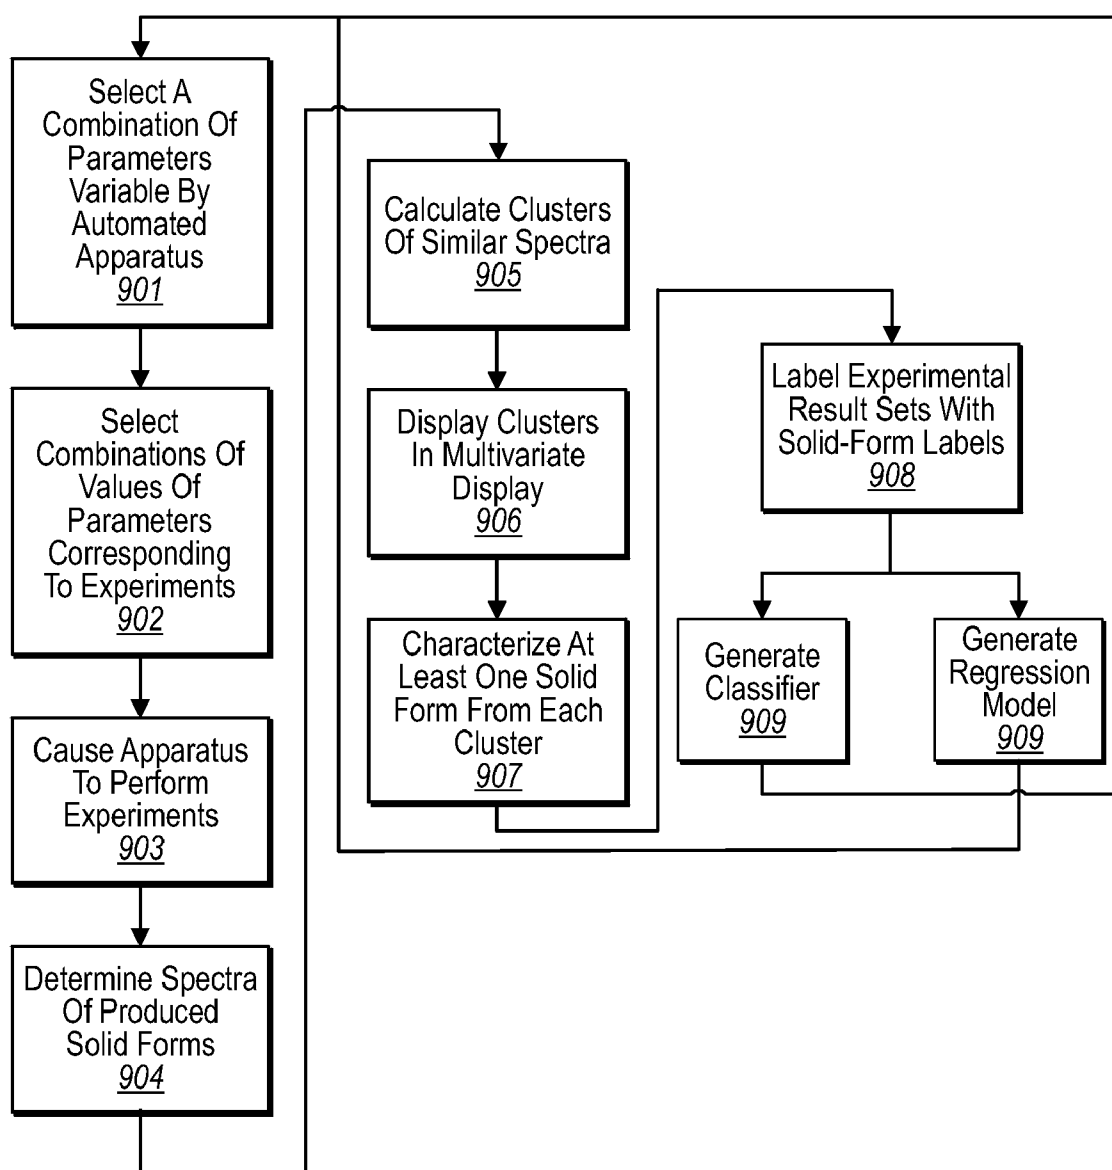 Select A
Combination Of
Parameters
Variable By
Automated
Apparatus
901
Select
Combinations Of
Values Of
Parameters
Corresponding
To Experiments
902
Cause Apparatus
To Perform
Experiments
903
Determine Spectra
Of Produced
Solid Forms
904
Calculate Clusters
Of Similar Spectra
905
Display Clusters
In Multivariate
Display
906
Characterize At
Least One Solid
Form From Each
Cluster
907
Label Experimental
Result Sets With
Solid-Form Labels
908
Generate
Classifier
909
Generate
Regression
Model
909